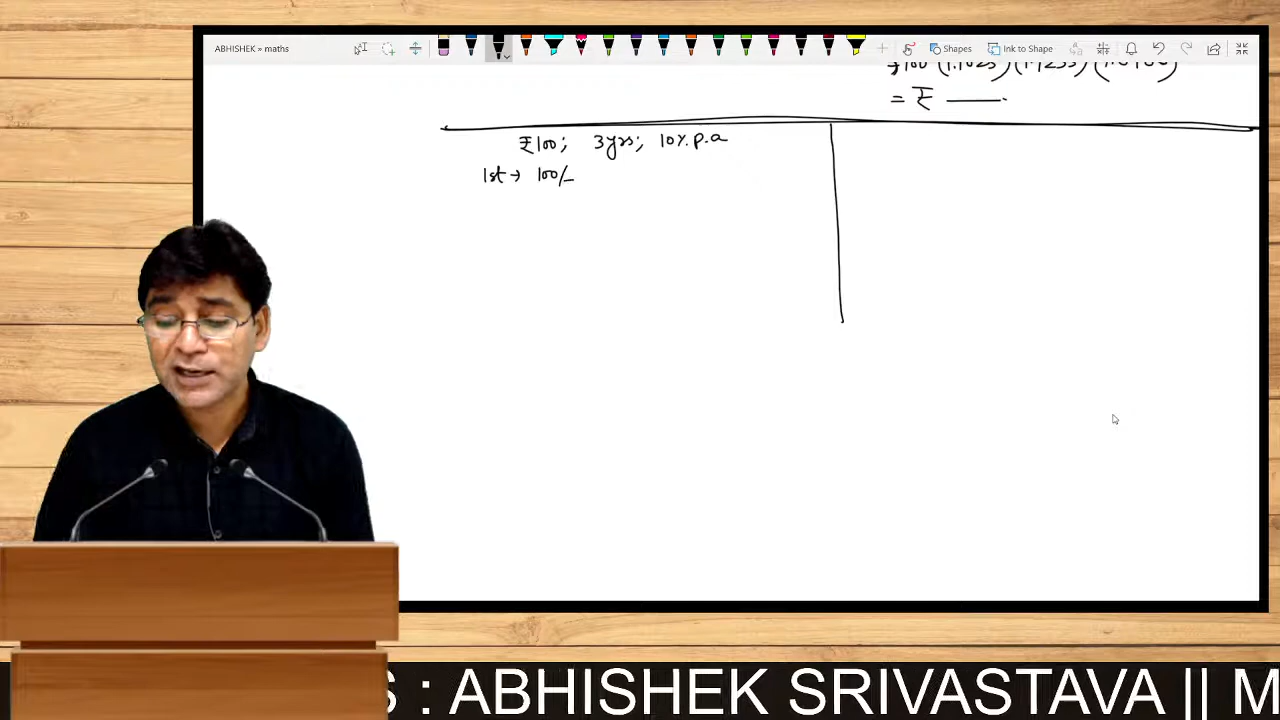 ABHISHEK » maths
Shapes
Ink to Shape
= ₹ ——
₹100; 3yrs; 10%. p.a
1st → 100/-
: ABHISHEK SRIVASTAVA || M